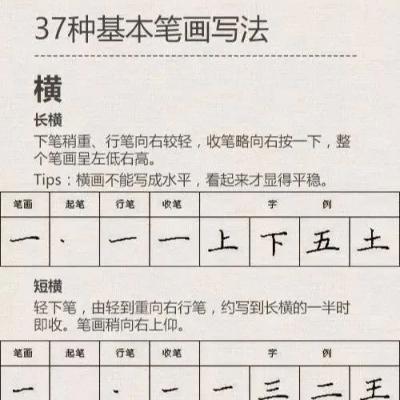 37种基本笔画写法
横
长横
下笔稍重、行笔向右较轻，收笔略向右按一下，整
个笔画呈左低右高。
Tips：横画不能写成水平，看起来才显得平稳。
笔画 起笔 行笔 收笔 字 例
一 丶 一 一 上 下 五 土
短横
轻下笔，由轻到重向右行笔，约写到长横的一半时
即收。笔画稍向右上仰。
笔画 起笔 行笔 收笔 字 例
一 一 一 三 二 王